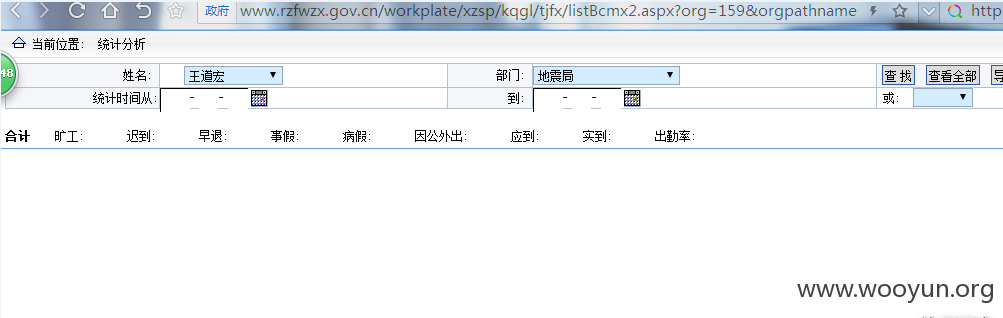 政府 www.rzfwzx.gov.cn/workplate/xzsp/kqgl/tjfx/listBcmx2.aspx?org=159&orgpathname http
当前位置: 统计分析
48
姓名: 王道宏 部门: 地震局 查 找 查看全部
统计时间从: - - 到: - - 或:
合计 旷工: 迟到: 早退: 事假: 病假: 因公外出: 应到: 实到: 出勤率:
www.wooyun.org